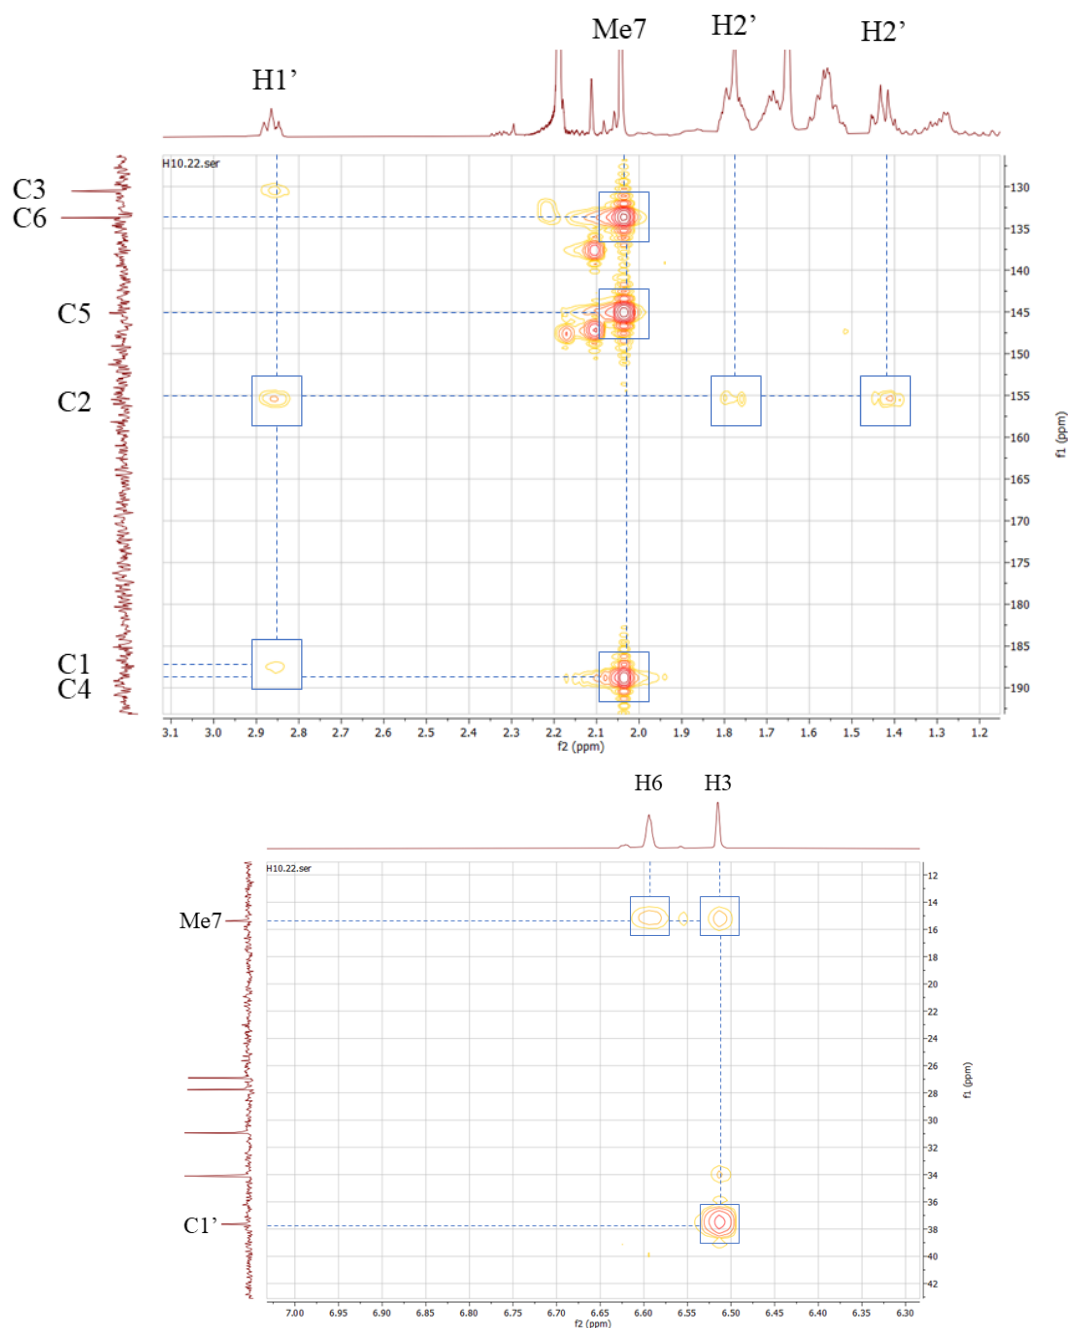 Me7 H2’ H2’
H1’
H10.22.ser
C3
C6
C5
C2
C1
C4
130
135
140
145
150
155
160
165
170
175
180
185
190
f1 (ppm)
3.1 3.0 2.9 2.8 2.7 2.6 2.5 2.4 2.3 2.2 2.1 2.0 1.9 1.8 1.7 1.6 1.5 1.4 1.3 1.2
f2 (ppm)
H6 H3
H10.22.ser
Me7
C1’
12
14
16
18
20
22
24
26
28
30
32
34
36
38
40
42
f1 (ppm)
7.00 6.95 6.90 6.85 6.80 6.75 6.70 6.65 6.60 6.55 6.50 6.45 6.40 6.35 6.30
f2 (ppm)